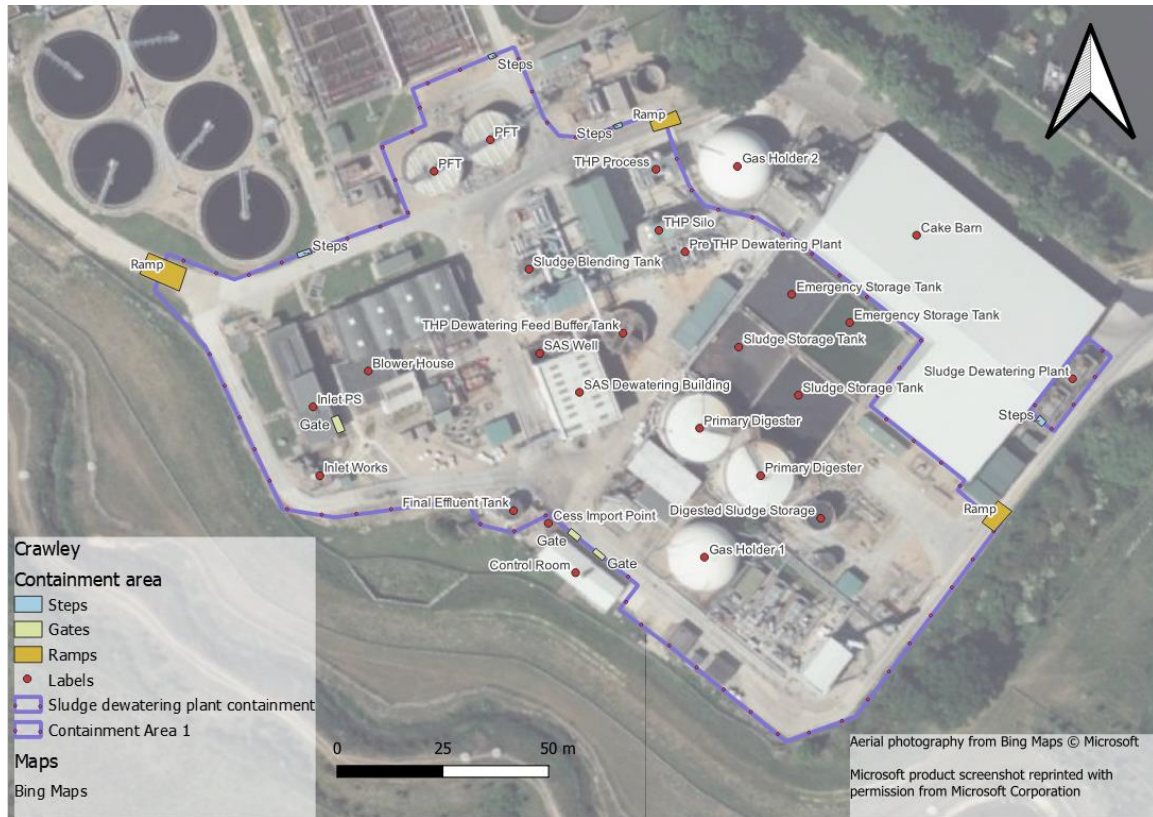 Steps
PFT
Steps
Ramp
PFT
THP Process
Gas Holder 2
THP Silo
Cake Barn
Steps
Pre THP Dewatering Plant
Ramp
Sludge Blending Tank
Emergency Storage Tank
Emergency Storage Tank
THP Dewatering Feed Buffer Tank
SAS Well
Sludge Storage Tank
Blower House
SAS Dewatering Building
Sludge Storage Tank
Sludge Dewatering Plant
Inlet PS
Gate
Steps
Primary Digester
Inlet Works
Primary Digester
Final Effluent Tank
Cess Import Point
Digested Sludge Storage
Ramp
Gate
Gate
Control Room
Gas Holder 1
Crawley
Containment area
Steps
Gates
Ramps
Labels
Sludge dewatering plant containment
Containment Area 1
Maps
Bing Maps
0 25 50 m
Aerial photography from Bing Maps © Microsoft
Microsoft product screenshot reprinted with
permission from Microsoft Corporation